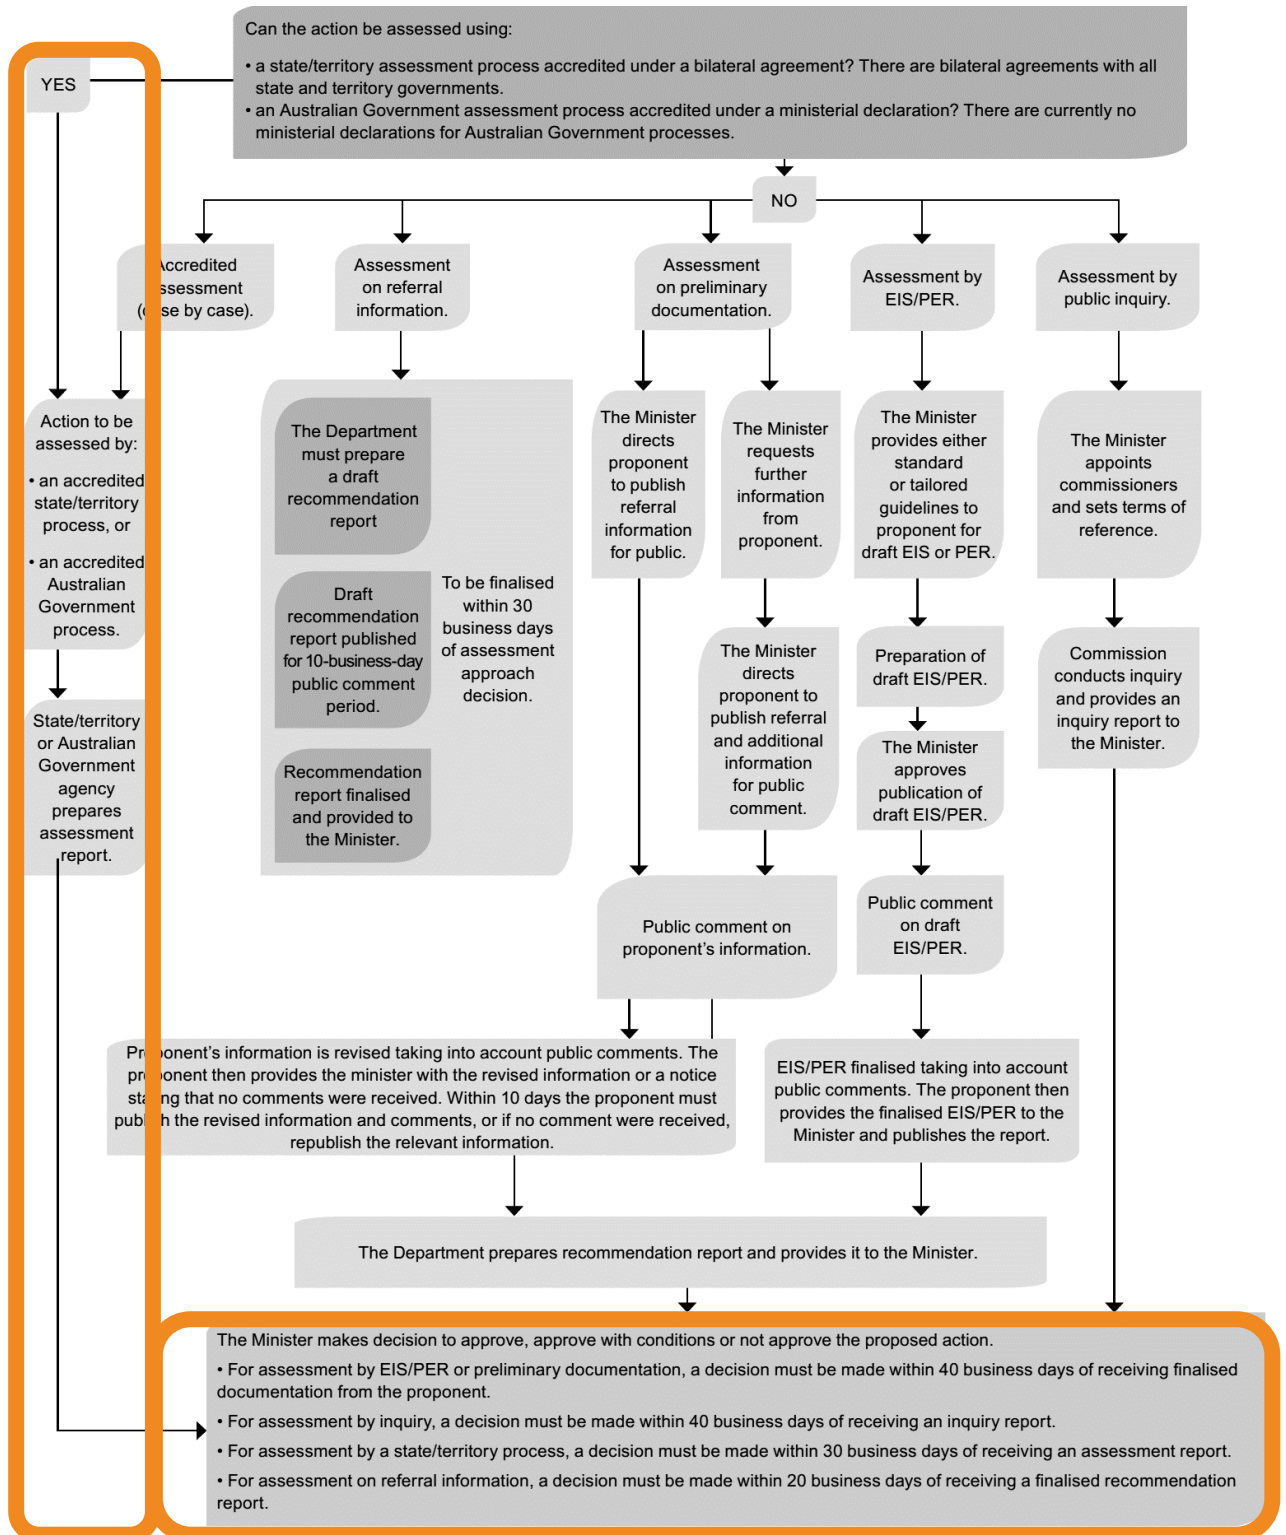 Can the action be assessed using:
• a state/territory assessment process accredited under a bilateral agreement? There are bilateral agreements with all
state and territory governments.
• an Australian Government assessment process accredited under a ministerial declaration? There are currently no
ministerial declarations for Australian Government processes.
YES
NO
Accredited
assessment
(case by case).
Assessment
on referral
information.
Assessment
on preliminary
documentation.
Assessment by
EIS/PER.
Assessment by
public inquiry.
Action to be
assessed by:
• an accredited
state/territory
process, or
• an accredited
Australian
Government
process.
State/territory
or Australian
Government
agency
prepares
assessment
report.
The Department
must prepare
a draft
recommendation
report
Draft
recommendation
report published
for 10-business-day
public comment
period.
Recommendation
report finalised
and provided to
the Minister.
To be finalised
within 30
business days
of assessment
approach
decision.
The Minister
directs
proponent
to publish
referral
information
for public.
The Minister
requests
further
information
from
proponent.
The Minister
directs
proponent to
publish referral
and additional
information
for public
comment.
Public comment on
proponent's information.
The Minister
provides either
standard
or tailored
guidelines to
proponent for
draft EIS or PER.
Preparation of
draft EIS/PER.
The Minister
approves
publication of
draft EIS/PER.
Public comment
on draft
EIS/PER.
The Minister
appoints
commissioners
and sets terms of
reference.
Commission
conducts inquiry
and provides an
inquiry report to
the Minister.
Proponent's information is revised taking into account public comments. The
proponent then provides the minister with the revised information or a notice
stating that no comments were received. Within 10 days the proponent must
publish the revised information and comments, or if no comment were received,
republish the relevant information.
EIS/PER finalised taking into account
public comments. The proponent then
provides the finalised EIS/PER to the
Minister and publishes the report.
The Department prepares recommendation report and provides it to the Minister.
The Minister makes decision to approve, approve with conditions or not approve the proposed action.
• For assessment by EIS/PER or preliminary documentation, a decision must be made within 40 business days of receiving finalised
documentation from the proponent.
• For assessment by inquiry, a decision must be made within 40 business days of receiving an inquiry report.
• For assessment by a state/territory process, a decision must be made within 30 business days of receiving an assessment report.
• For assessment on referral information, a decision must be made within 20 business days of receiving a finalised recommendation
report.